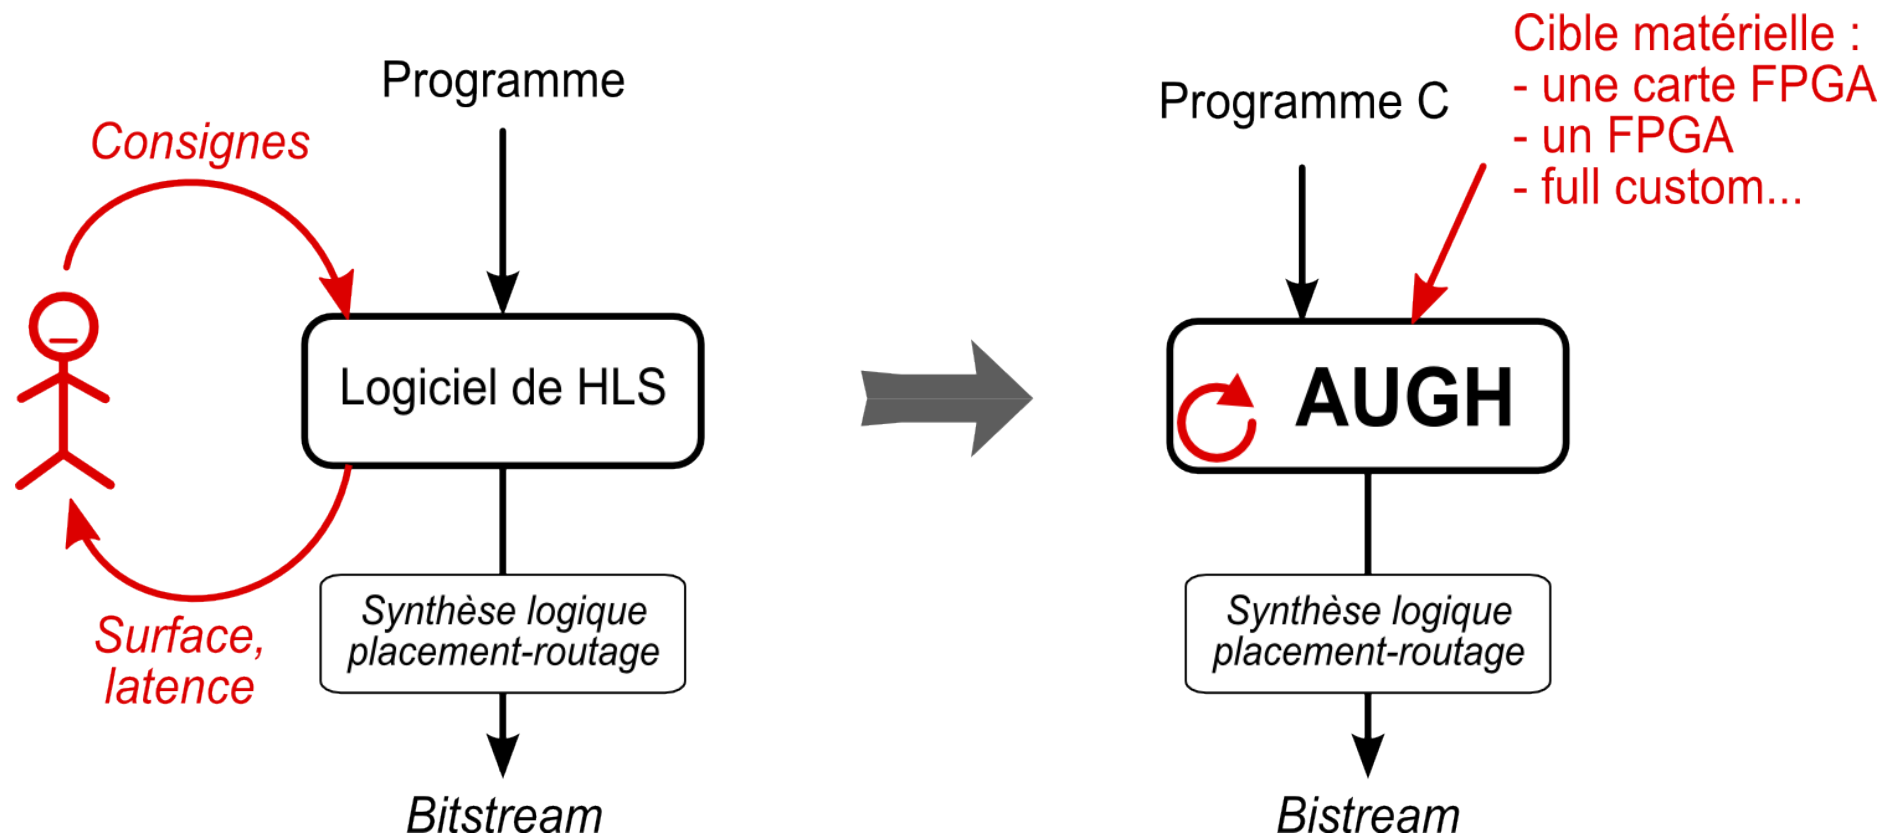 Programme
Consignes
Logiciel de HLS
Surface,
latence
Synthèse logique
placement-routage
Bitstream
Cible matérielle :
- une carte FPGA
- un FPGA
- full custom...
Programme C
AUGH
Synthèse logique
placement-routage
Bistream